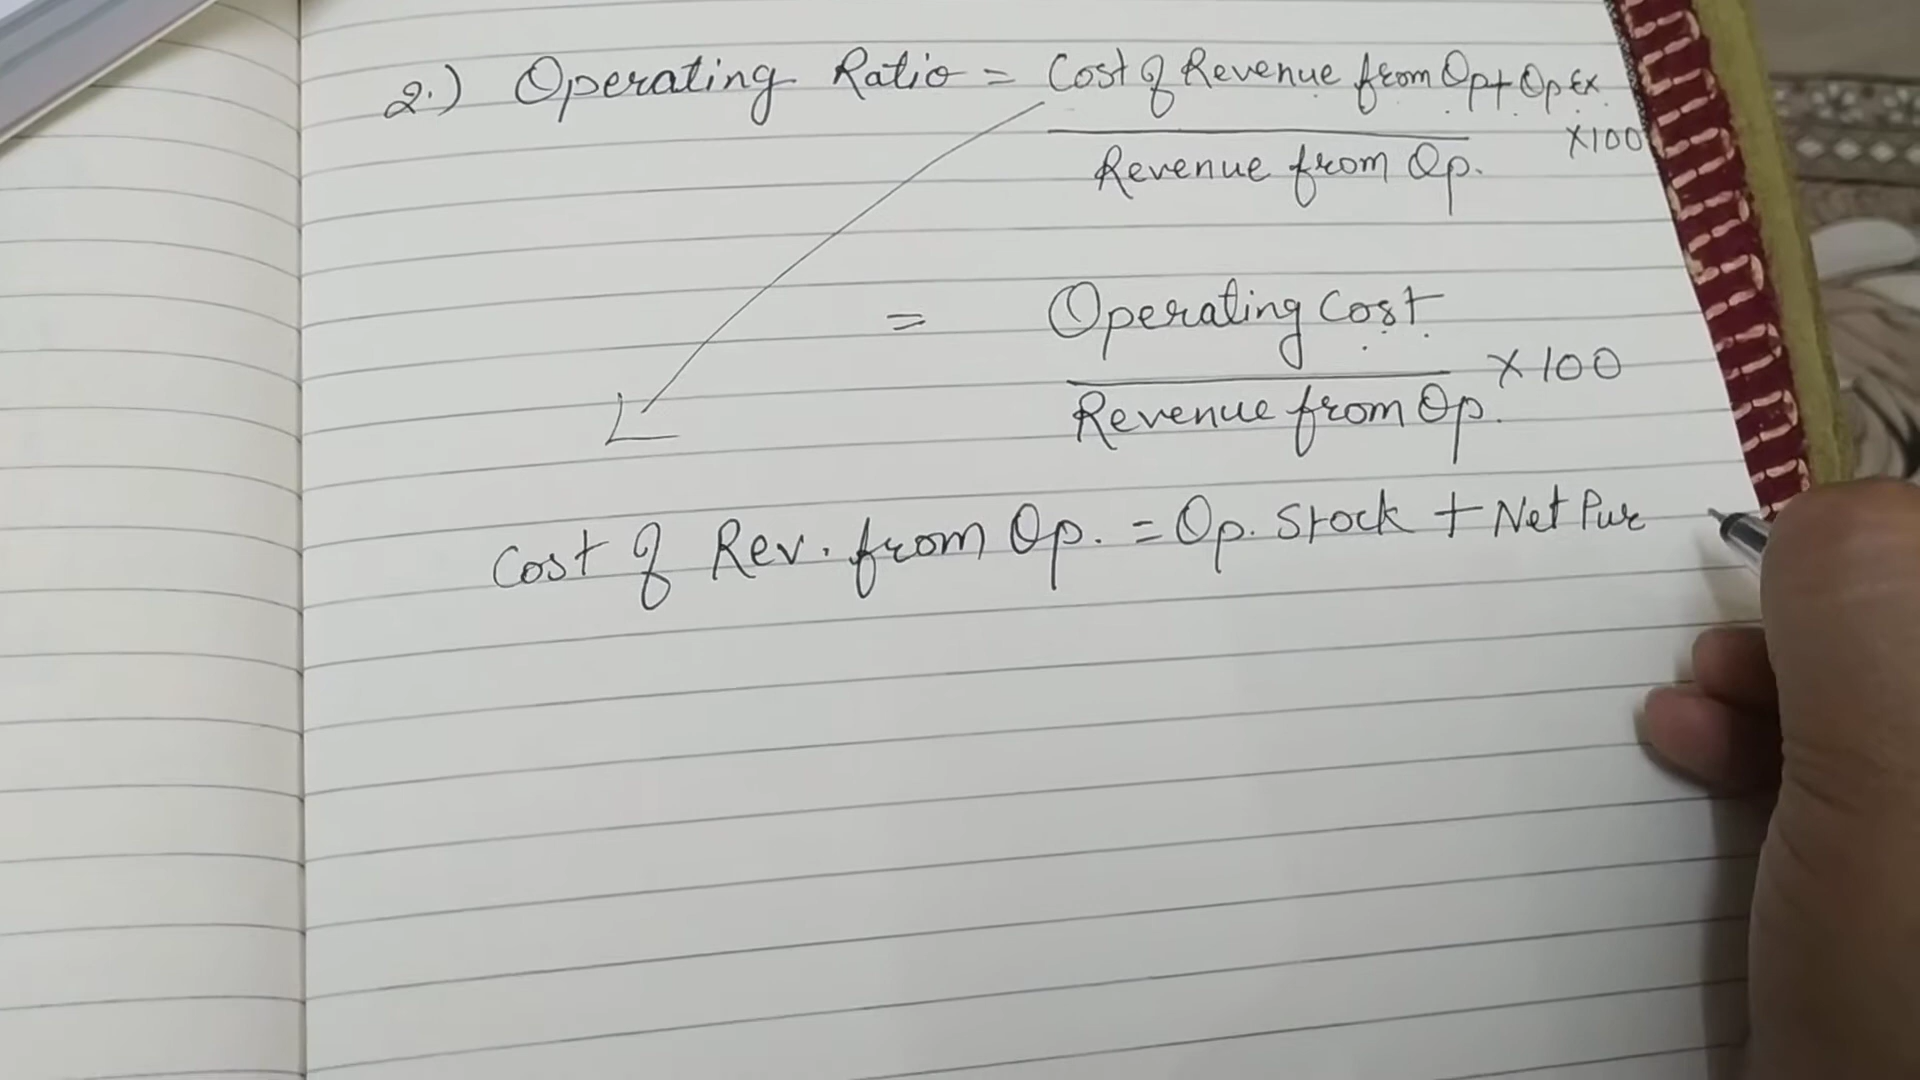 2.) Operating Ratio = Cost of Revenue from Op + Op Ex
×100
Revenue from Op.
= Operating Cost
×100
Revenue from Op.
Cost of Rev. from Op. = Op. Stock + Net Pur